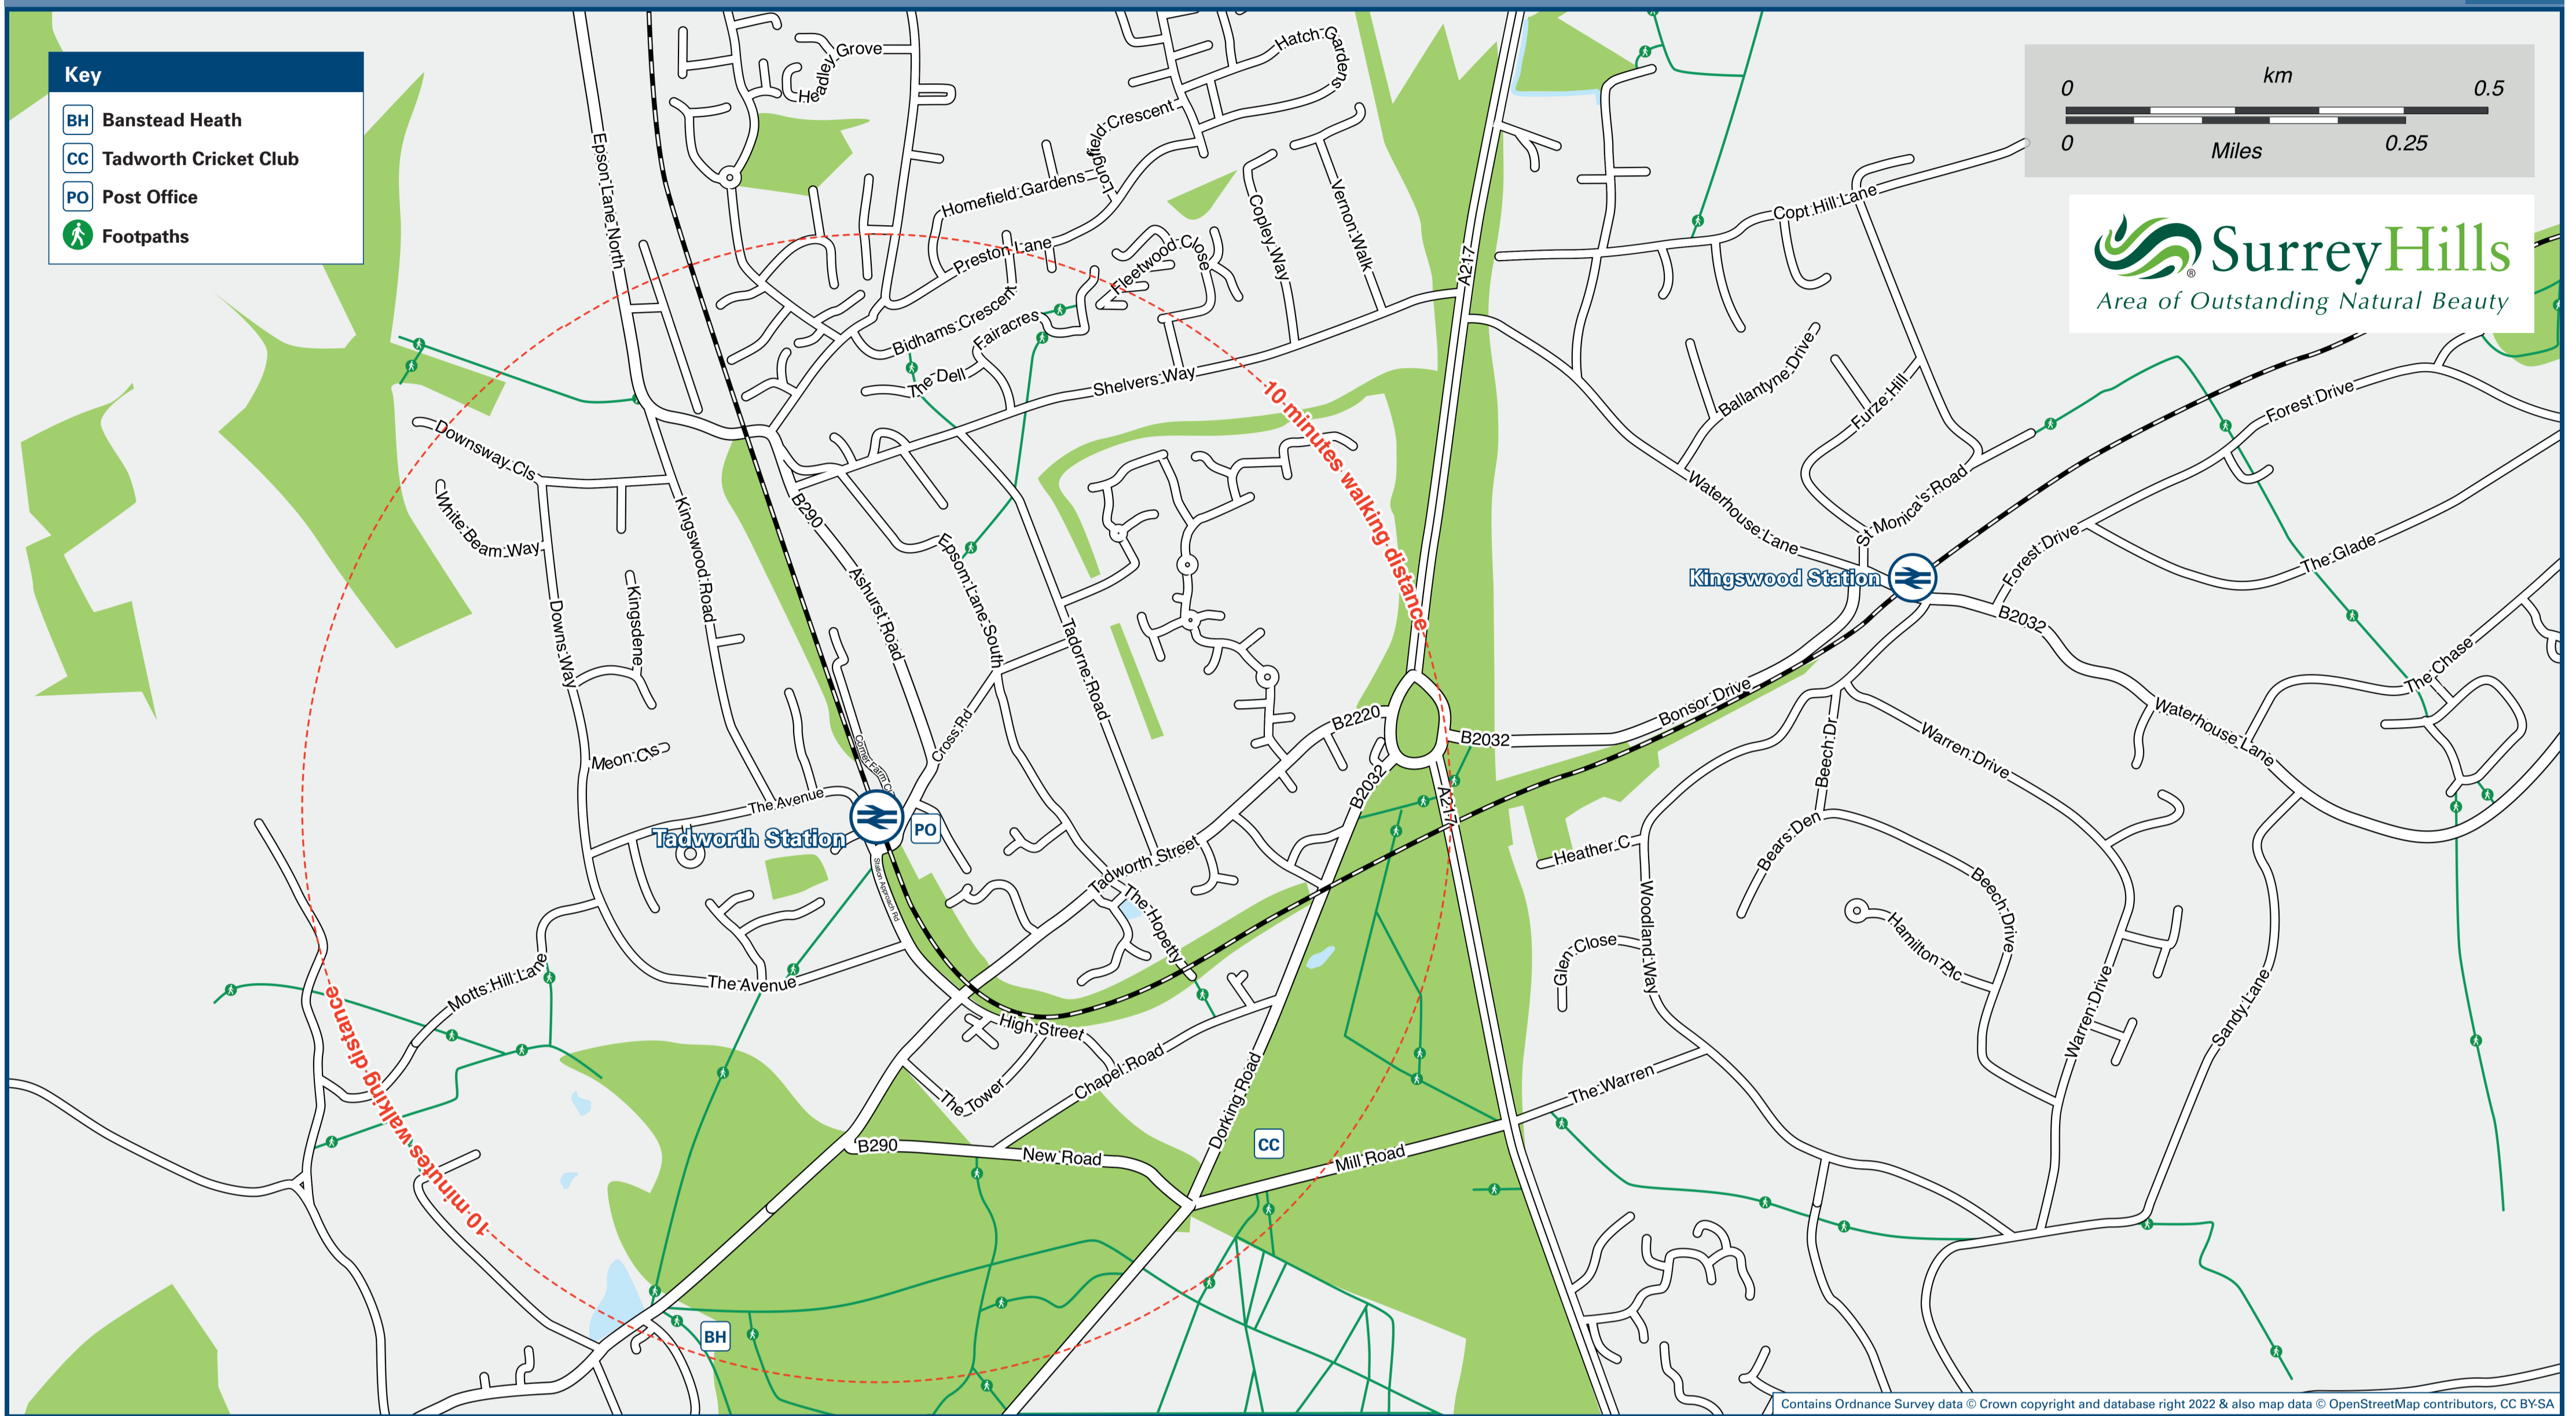 Key
BH Banstead Heath
CC Tadworth Cricket Club
PO Post Office
Footpaths
km
0 0.5
0 0.25
Miles
SurreyHills
®
Area of Outstanding Natural Beauty
Grove
Headley
Hatch Gardens
Longfield Crescent
Homefield Gardens
Epsom Lane North
Preston Lane
Fleetwood Close
Copley Way
Vernon Walk
A217
Copt Hill Lane
Bidhams Crescent
Fairacres
The Dell
Shelvers Way
10 minutes walking distance
Ballantyne Drive
Furze Hill
Forest Drive
Downsway Cls
White Beam Way
Kingswood Road
B290
Epsom Lane South
Ashurst Road
Waterhouse Lane
St Monica's Road
Kingswood Station
Forest Drive
The Glade
B2032
Kingsdene
Downs Way
Tadorne Road
Cross Rd
Meon Cls
Corner Farm Cl
The Avenue
Tadworth Station
PO
Station Approach Rd
B2220
B2032
B2032
Bonsor Drive
A217
The Chase
Waterhouse Lane
Warren Drive
Beech Dr
Bears Den
Heather C
Beech Drive
Hamilton Plc
Woodland Way
Glen Close
Tadworth Street
The Hopetty
Motts Hill Lane
The Avenue
High Street
The Tower
Chapel Road
Dorking Road
Warren Drive
Sandy Lane
The Warren
10 minutes walking distance
B290
New Road
CC
Mill Road
BH
Contains Ordnance Survey data © Crown copyright and database right 2022 & also map data © OpenStreetMap contributors, CC BY-SA